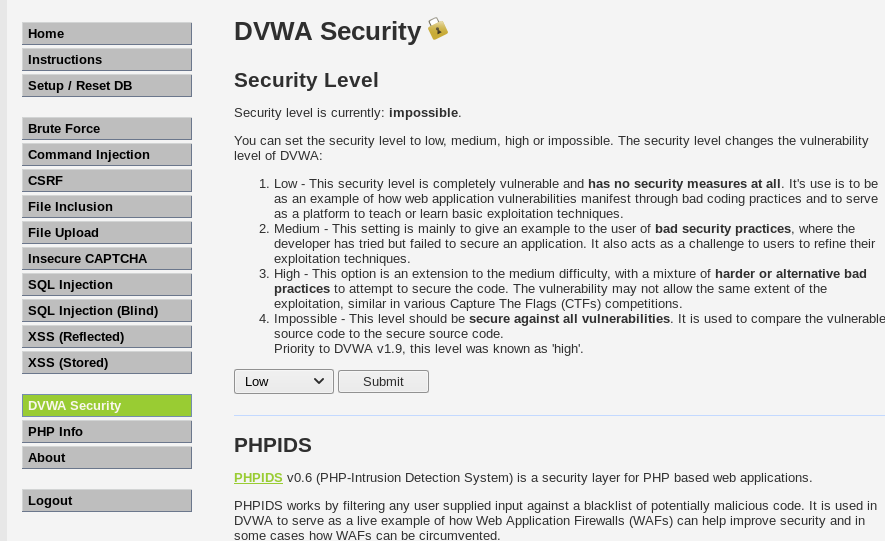 Home
Instructions
Setup / Reset DB
Brute Force
Command Injection
CSRF
File Inclusion
File Upload
Insecure CAPTCHA
SQL Injection
SQL Injection (Blind)
XSS (Reflected)
XSS (Stored)
DVWA Security
PHP Info
About
Logout
DVWA Security
Security Level
Security level is currently: impossible.
You can set the security level to low, medium, high or impossible. The security level changes the vulnerability
level of DVWA:
1. Low - This security level is completely vulnerable and has no security measures at all. It's use is to be
as an example of how web application vulnerabilities manifest through bad coding practices and to serve
as a platform to teach or learn basic exploitation techniques.
2. Medium - This setting is mainly to give an example to the user of bad security practices, where the
developer has tried but failed to secure an application. It also acts as a challenge to users to refine their
exploitation techniques.
3. High - This option is an extension to the medium difficulty, with a mixture of harder or alternative bad
practices to attempt to secure the code. The vulnerability may not allow the same extent of the
exploitation, similar in various Capture The Flags (CTFs) competitions.
4. Impossible - This level should be secure against all vulnerabilities. It is used to compare the vulnerable
source code to the secure source code.
Priority to DVWA v1.9, this level was known as 'high'.
Low Submit
PHPIDS
PHPIDS v0.6 (PHP-Intrusion Detection System) is a security layer for PHP based web applications.
PHPIDS works by filtering any user supplied input against a blacklist of potentially malicious code. It is used in
DVWA to serve as a live example of how Web Application Firewalls (WAFs) can help improve security and in
some cases how WAFs can be circumvented.